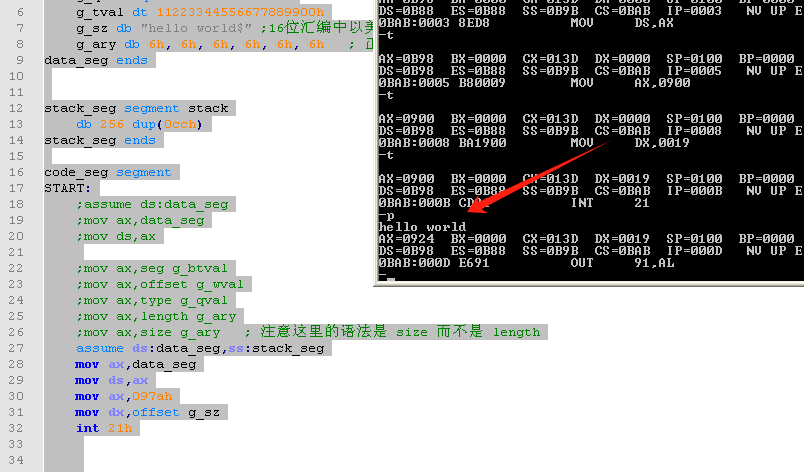 6 g_tval dt 11223344556677889900h
7 g_sz db "hello world$" ;16位汇编中以美
8 g_ary db 6h, 6h, 6h, 6h, 6h, 6h ;
9 data_seg ends
10
11
12 stack_seg segment stack
13 db 256 dup(0cch)
14 stack_seg ends
15
16 code_seg segment
17 START:
18 ;assume ds:data_seg
19 ;mov ax,data_seg
20 ;mov ds,ax
21
22 ;mov ax,seg g_btval
23 ;mov ax,offset g_wval
24 ;mov ax,type g_qval
25 ;mov ax,length g_ary
26 ;mov ax,size g_ary ; 注意这里的语法是 size 而不是 length
27 assume ds:data_seg,ss:stack_seg
28 mov ax,data_seg
29 mov ds,ax
30 mov ax,097ah
31 mov dx,offset g_sz
32 int 21h
33
34
DS=0B88 ES=0B88 SS=0B9B CS=0BAB IP=0003 NV UP E
0BAB:0003 8ED8 MOV DS,AX
-t
AX=0B98 BX=0000 CX=013D DX=0000 SP=0100 BP=0000
DS=0B98 ES=0B88 SS=0B9B CS=0BAB IP=0005 NV UP E
0BAB:0005 B80009 MOV AX,0900
-t
AX=0900 BX=0000 CX=013D DX=0000 SP=0100 BP=0000
DS=0B98 ES=0B88 SS=0B9B CS=0BAB IP=0008 NV UP E
0BAB:0008 BA1900 MOV DX,0019
-t
AX=0900 BX=0000 CX=013D DX=0019 SP=0100 BP=0000
DS=0B98 ES=0B88 SS=0B9B CS=0BAB IP=000B NV UP E
0BAB:000B INT 21
-p
hello world
AX=0924 BX=0000 CX=013D DX=0019 SP=0100 BP=0000
DS=0B98 ES=0B88 SS=0B9B CS=0BAB IP=000D NV UP E
0BAB:000D E691 OUT 91,AL
-